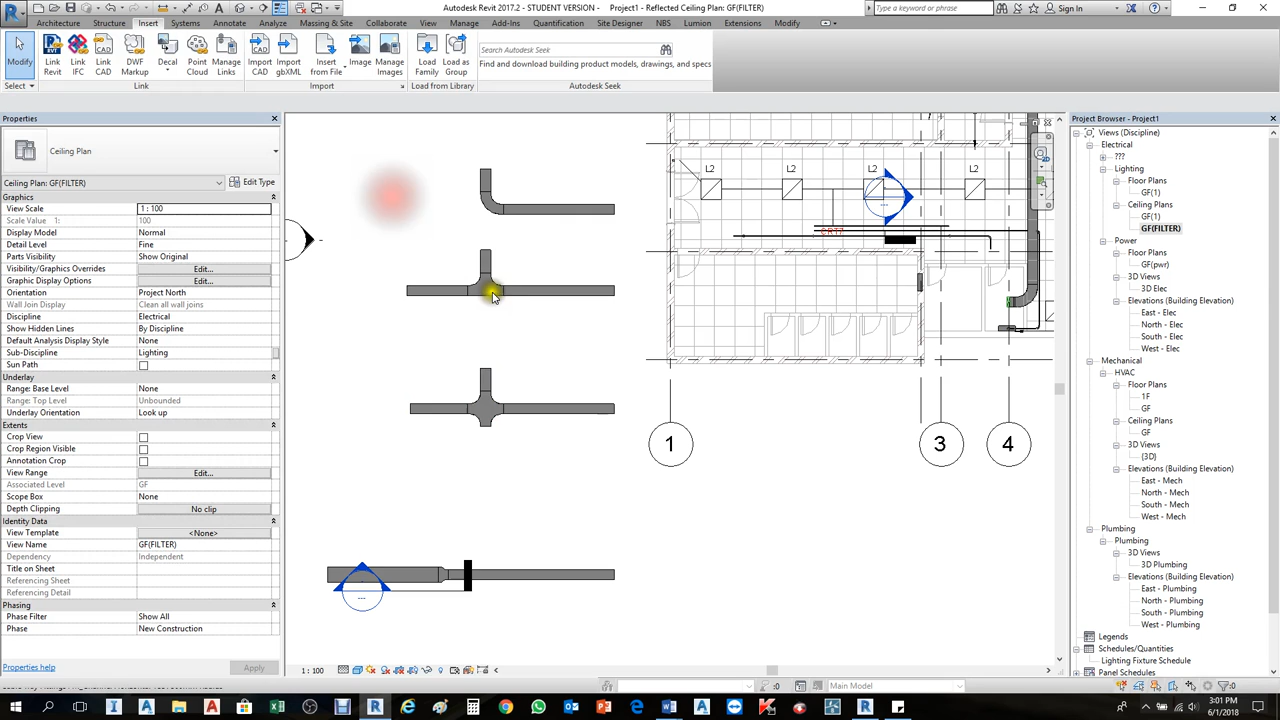 Autodesk Revit 2017.2 - STUDENT VERSION - Project1 - Reflected Ceiling Plan: GF(FILTER)
Type a keyword or phrase
Sign In
Architecture Structure Insert Systems Annotate Analyze Massing & Site Collaborate View Manage Add-Ins Quantification Site Designer NBS Lumion Extensions Modify
Modify
Link Revit
Link IFC
Link CAD
DWF Markup
Decal
Point Cloud
Manage Links
Import CAD
Import gbXML
Insert from File
Image
Manage Images
Load Family
Load as Group
Search Autodesk Seek
Find and download building product models, drawings, and specs
Select
Link
Import
Load from Library
Autodesk Seek
Properties
Ceiling Plan
Ceiling Plan: GF(FILTER)
Edit Type
Graphics
View Scale 1 : 100
Scale Value 1: 100
Display Model Normal
Detail Level Fine
Parts Visibility Show Original
Visibility/Graphics Overrides Edit...
Graphic Display Options Edit...
Orientation Project North
Wall Join Display Clean all wall joins
Discipline Electrical
Show Hidden Lines By Discipline
Default Analysis Display Style None
Sub-Discipline Lighting
Sun Path
Underlay
Range: Base Level None
Range: Top Level Unbounded
Underlay Orientation Look up
Extents
Crop View
Crop Region Visible
Annotation Crop
View Range Edit...
Associated Level GF
Scope Box None
Depth Clipping No clip
Identity Data
View Template <None>
View Name GF(FILTER)
Dependency Independent
Title on Sheet
Referencing Sheet
Referencing Detail
Phasing
Phase Filter Show All
Phase New Construction
Properties help
Apply
L2 L2 L2 L2
1 3 4
1 : 100
Project Browser - Project1
Views (Discipline)
Electrical
???
Lighting
Floor Plans
GF(1)
Ceiling Plans
GF(1)
GF(FILTER)
Power
Floor Plans
GF(pwr)
3D Views
3D Elec
Elevations (Building Elevation)
East - Elec
North - Elec
South - Elec
West - Elec
Mechanical
HVAC
Floor Plans
1F
GF
Ceiling Plans
GF
3D Views
{3D}
Elevations (Building Elevation)
East - Mech
North - Mech
South - Mech
West - Mech
Plumbing
Plumbing
3D Views
3D Plumbing
Elevations (Building Elevation)
East - Plumbing
North - Plumbing
South - Plumbing
West - Plumbing
Legends
Schedules/Quantities
Lighting Fixture Schedule
Panel Schedules
:0
Main Model
:0
3:01 PM
6/1/2018